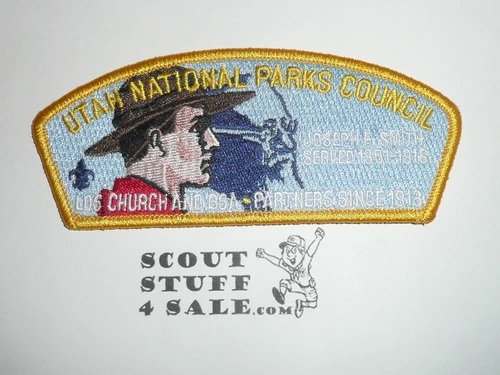 UTAH NATIONAL PARKS COUNCIL
JOSEPH F. SMITH
SERVED 1901-1918
LDS CHURCH AND BSA - PARTNERS SINCE 1913
SCOUT
STUFF
4 SALE.COM